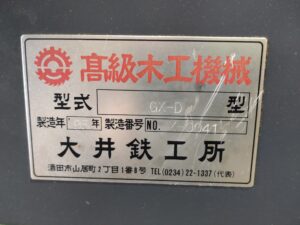 高級木工機械
型式 GX-D 型
製造年 年 製造番号 NO. 0041
大井鉄工所
酒田市山居町2丁目1番8号 TEL(0234)22-1337(代表)